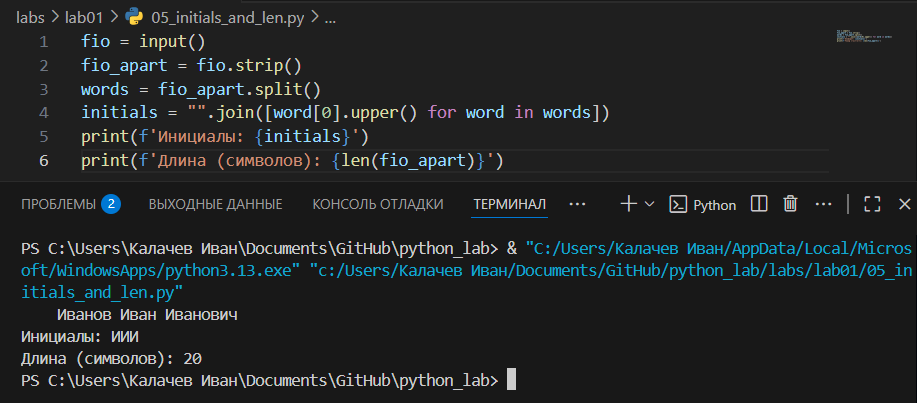 labs > lab01 > 05_initials_and_len.py > ...
1 fio = input()
2 fio_apart = fio.strip()
3 words = fio_apart.split()
4 initials = "".join([word[0].upper() for word in words])
5 print(f'Инициалы: {initials}')
6 print(f'Длина (символов): {len(fio_apart)}')
ПРОБЛЕМЫ 2 ВЫХОДНЫЕ ДАННЫЕ КОНСОЛЬ ОТЛАДКИ ТЕРМИНАЛ ... Python ...
PS C:\Users\Калачев Иван\Documents\GitHub\python_lab> & "C:/Users/Калачев Иван/AppData/Local/Micros
oft/WindowsApps/python3.13.exe" "c:/Users/Калачев Иван/Documents/GitHub/python_lab/labs/lab01/05_in
itials_and_len.py"
    Иванов Иван Иванович
Инициалы: ИИИ
Длина (символов): 20
PS C:\Users\Калачев Иван\Documents\GitHub\python_lab>